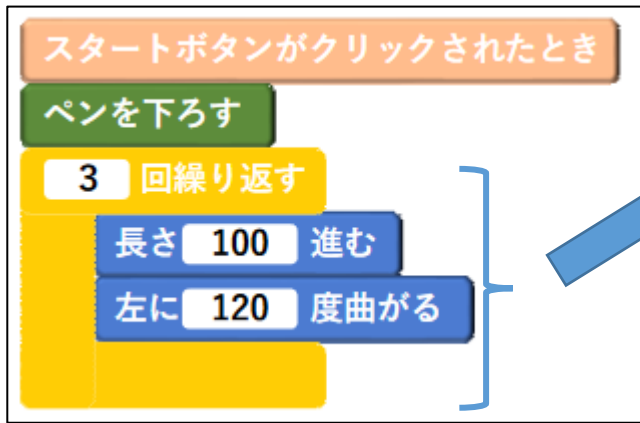 スタートボタンがクリックされたとき
ペンを下ろす
3 回繰り返す
長さ 100 進む
左に 120 度曲がる